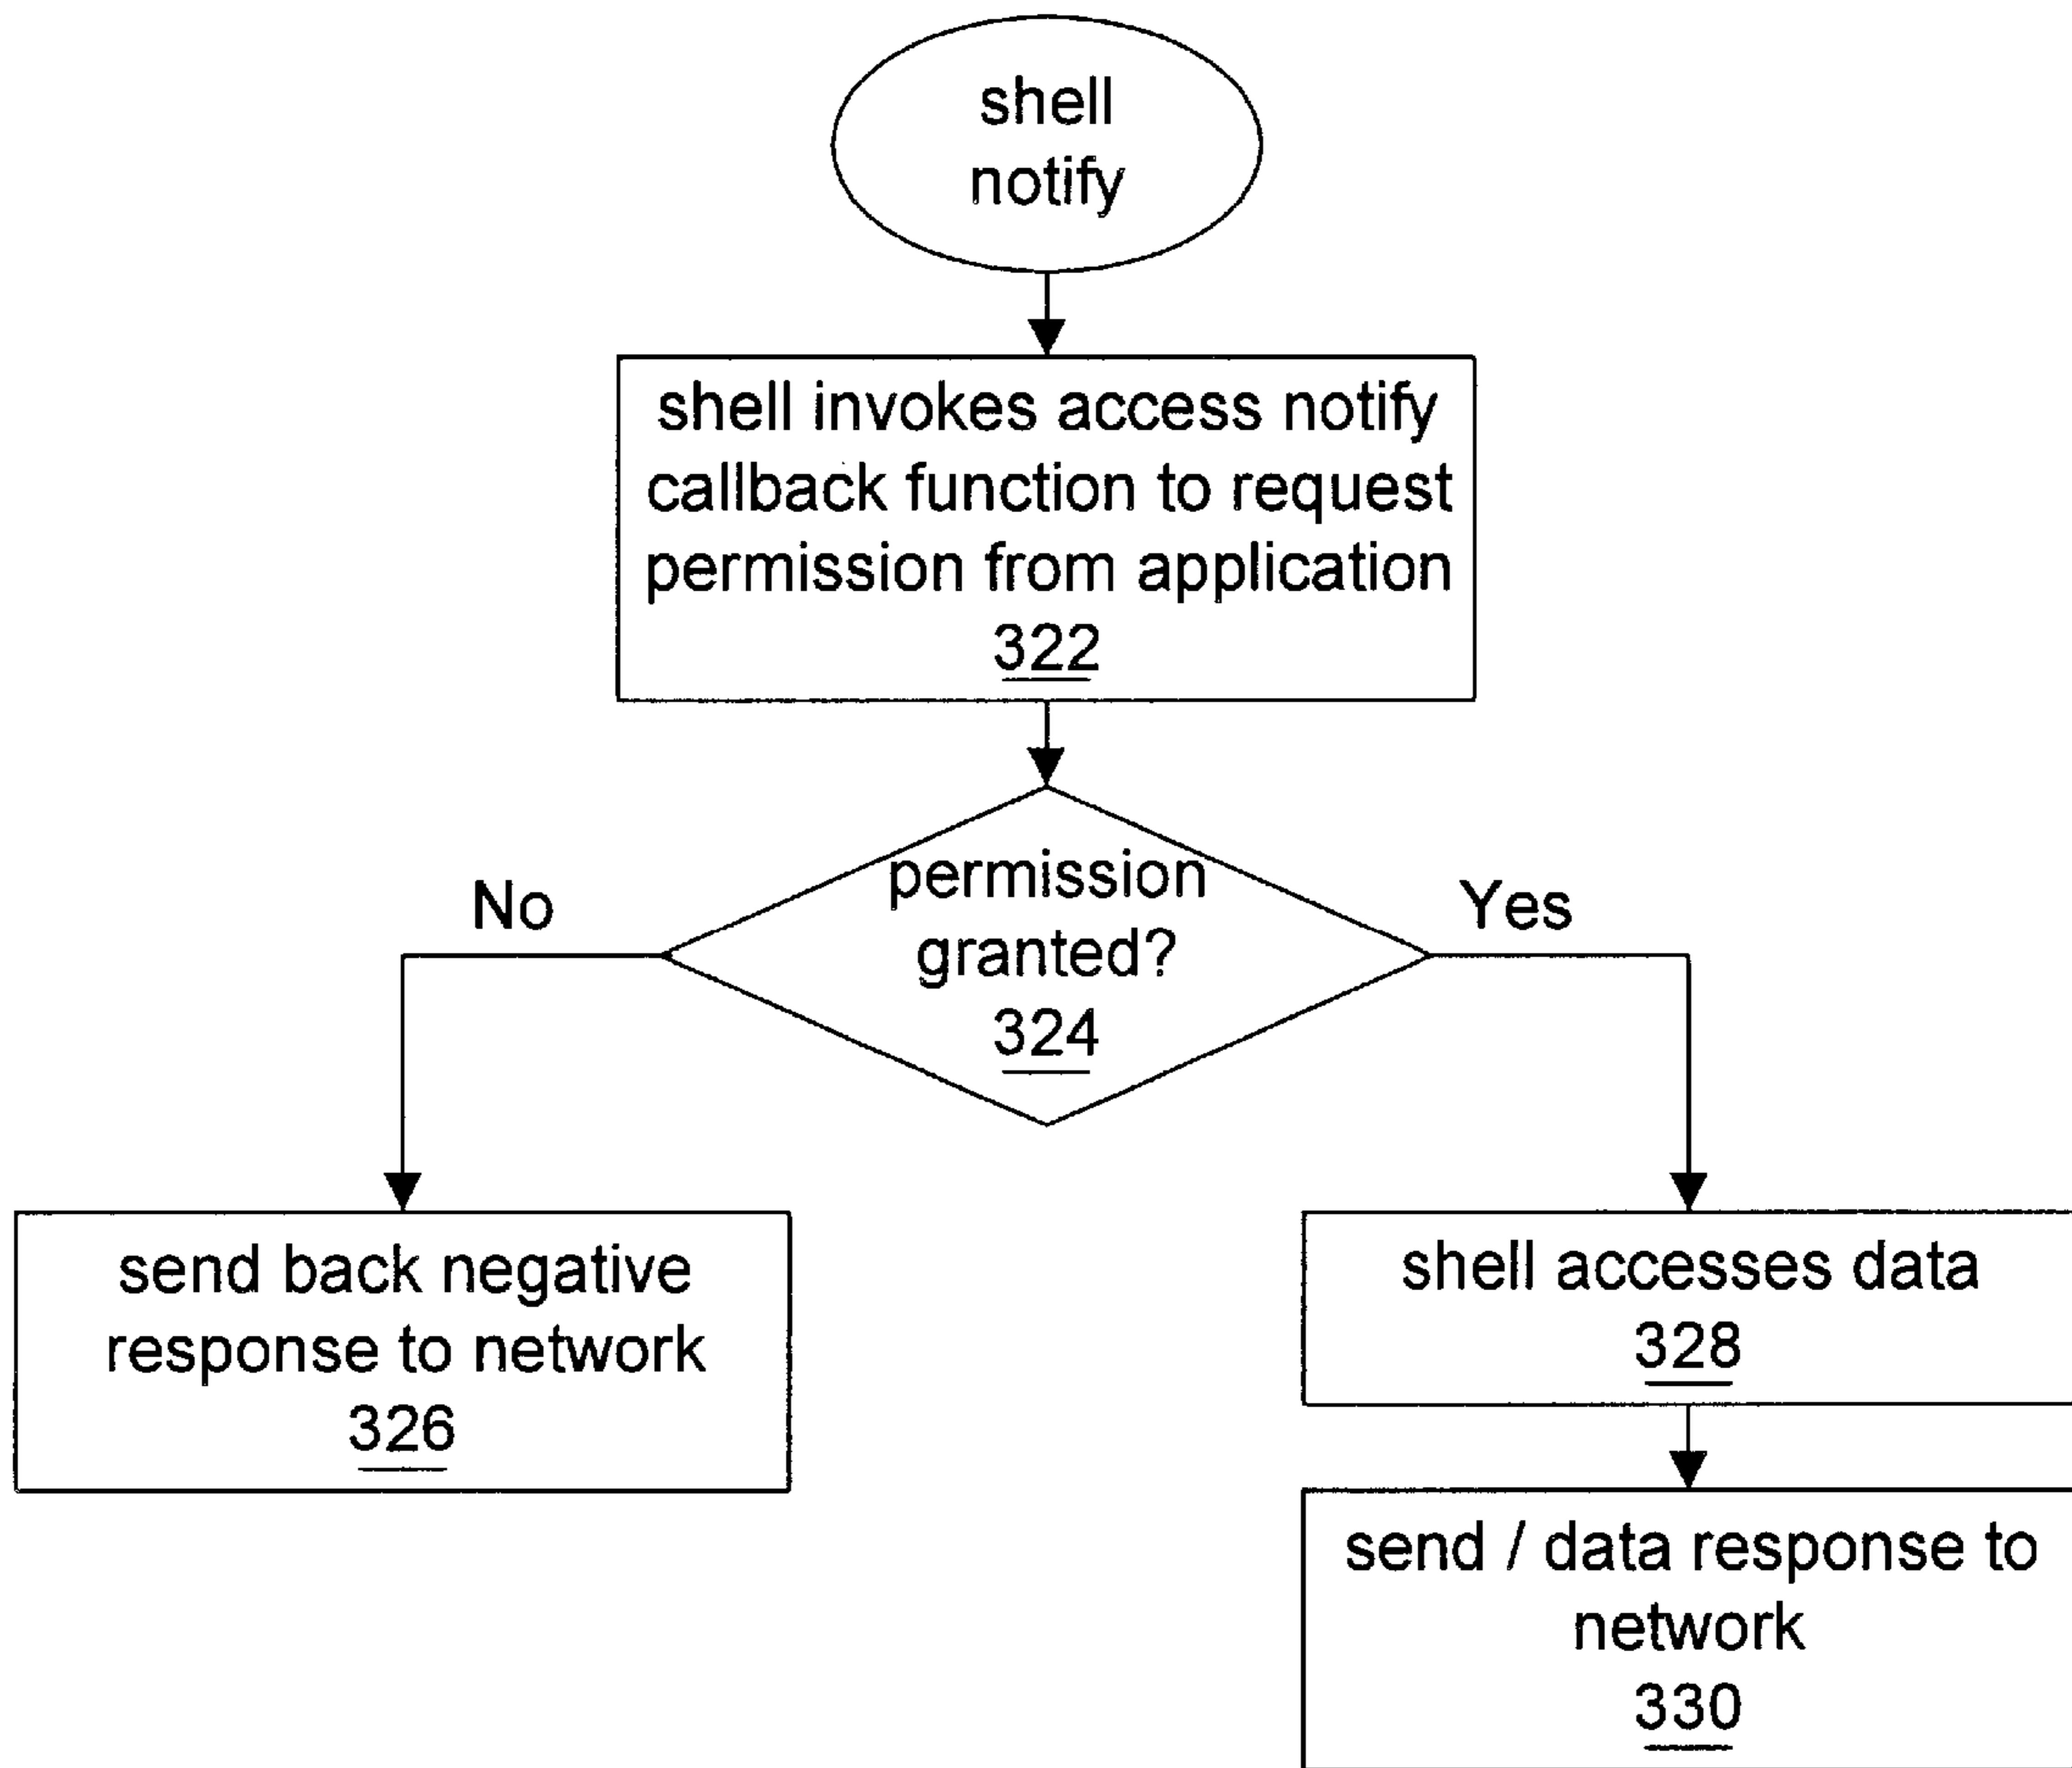 shell
notify
shell invokes access notify
callback function to request
permission from application
322
permission
granted?
324
No
Yes
send back negative
response to network
326
shell accesses data
328
send / data response to
network
330